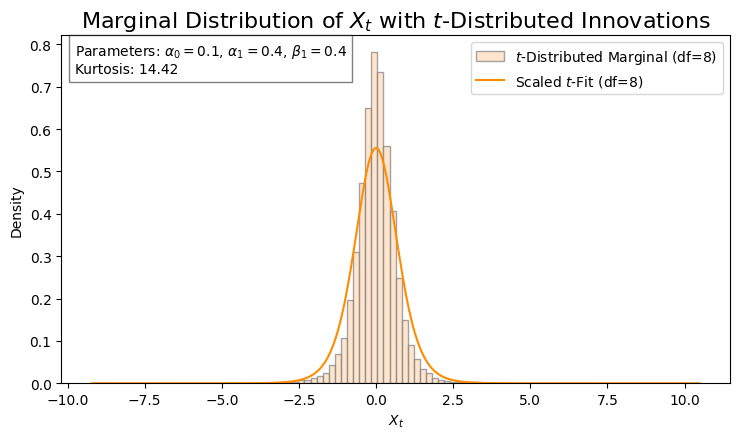 Marginal Distribution of $X_t$ with $t$-Distributed Innovations
Parameters: $\alpha_0 = 0.1$, $\alpha_1 = 0.4$, $\beta_1 = 0.4$
Kurtosis: 14.42
$t$-Distributed Marginal (df=8)
Scaled $t$-Fit (df=8)
Density
0.8
0.7
0.6
0.5
0.4
0.3
0.2
0.1
0.0
−10.0 −7.5 −5.0 −2.5 0.0 2.5 5.0 7.5 10.0
$X_t$